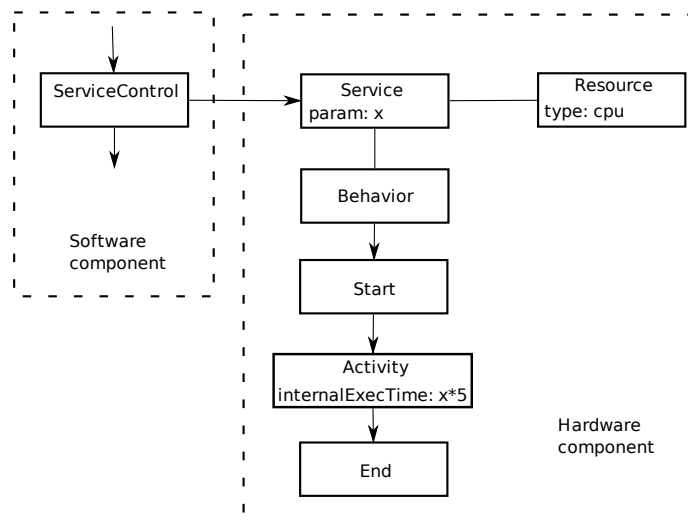 ServiceControl
Service
param: x
Resource
type: cpu
Behavior
Software
component
Start
Activity
internalExecTime: x*5
Hardware
component
End